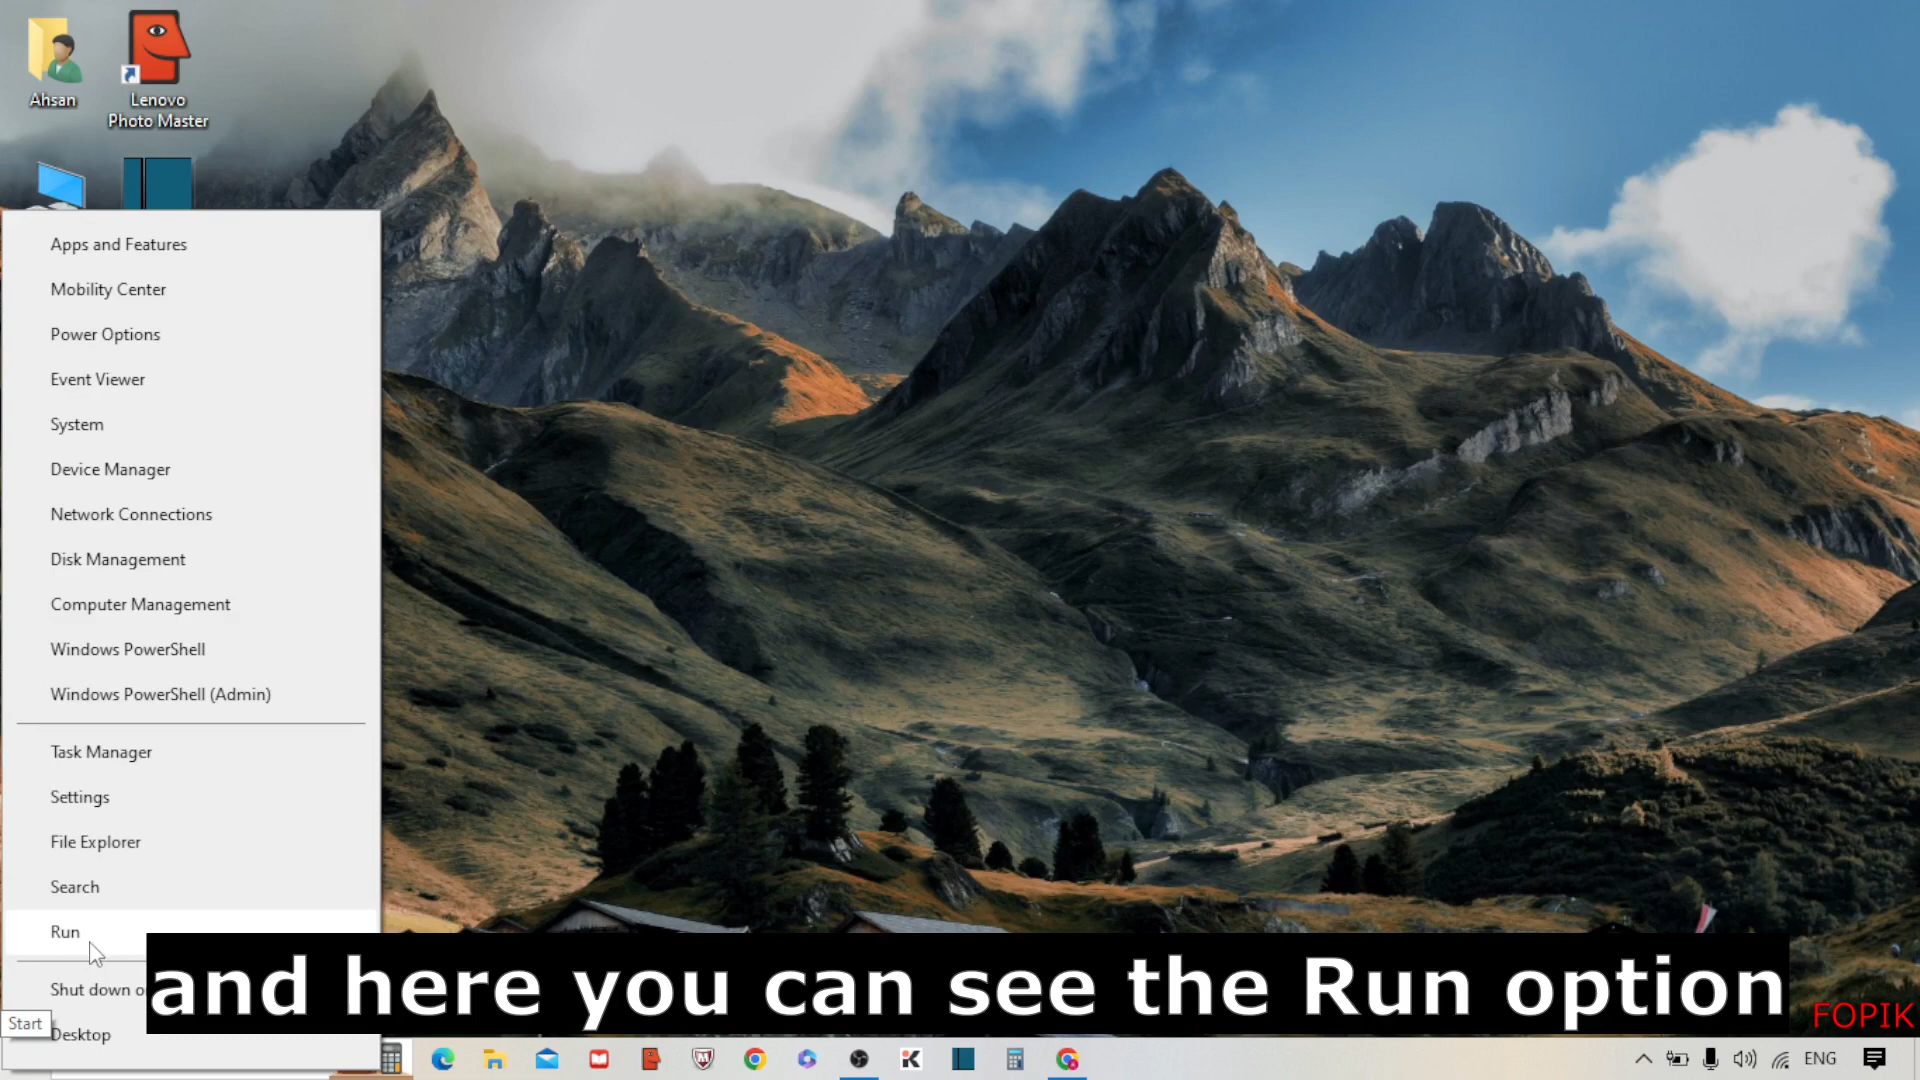 Ahsan
Lenovo
Photo Master
Apps and Features
Mobility Center
Power Options
Event Viewer
System
Device Manager
Network Connections
Disk Management
Computer Management
Windows PowerShell
Windows PowerShell (Admin)
Task Manager
Settings
File Explorer
Search
Run
Shut down o
Desktop
Start
and here you can see the Run option
FOPIK
ENG